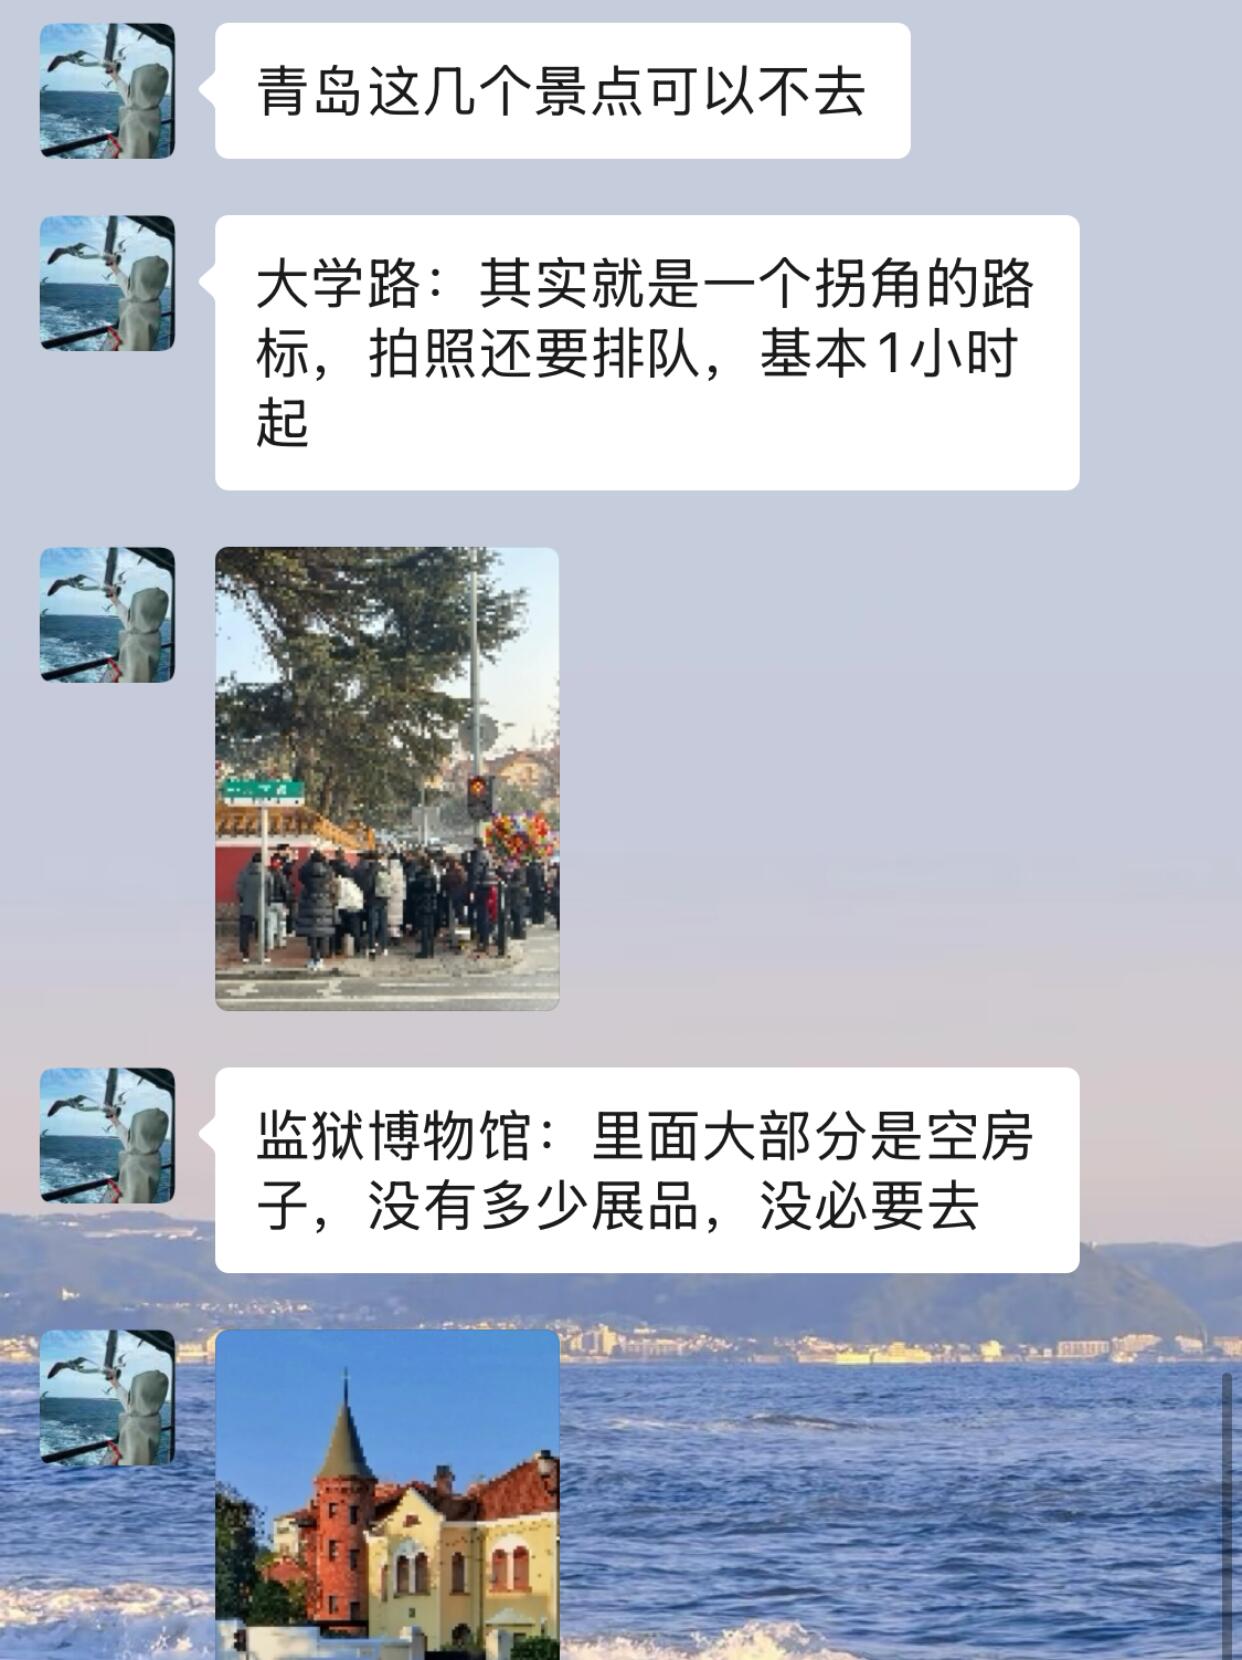 青岛这几个景点可以不去
大学路：其实就是一个拐角的路
标，拍照还要排队，基本1小时
起
监狱博物馆：里面大部分是空房
子，没有多少展品，没必要去